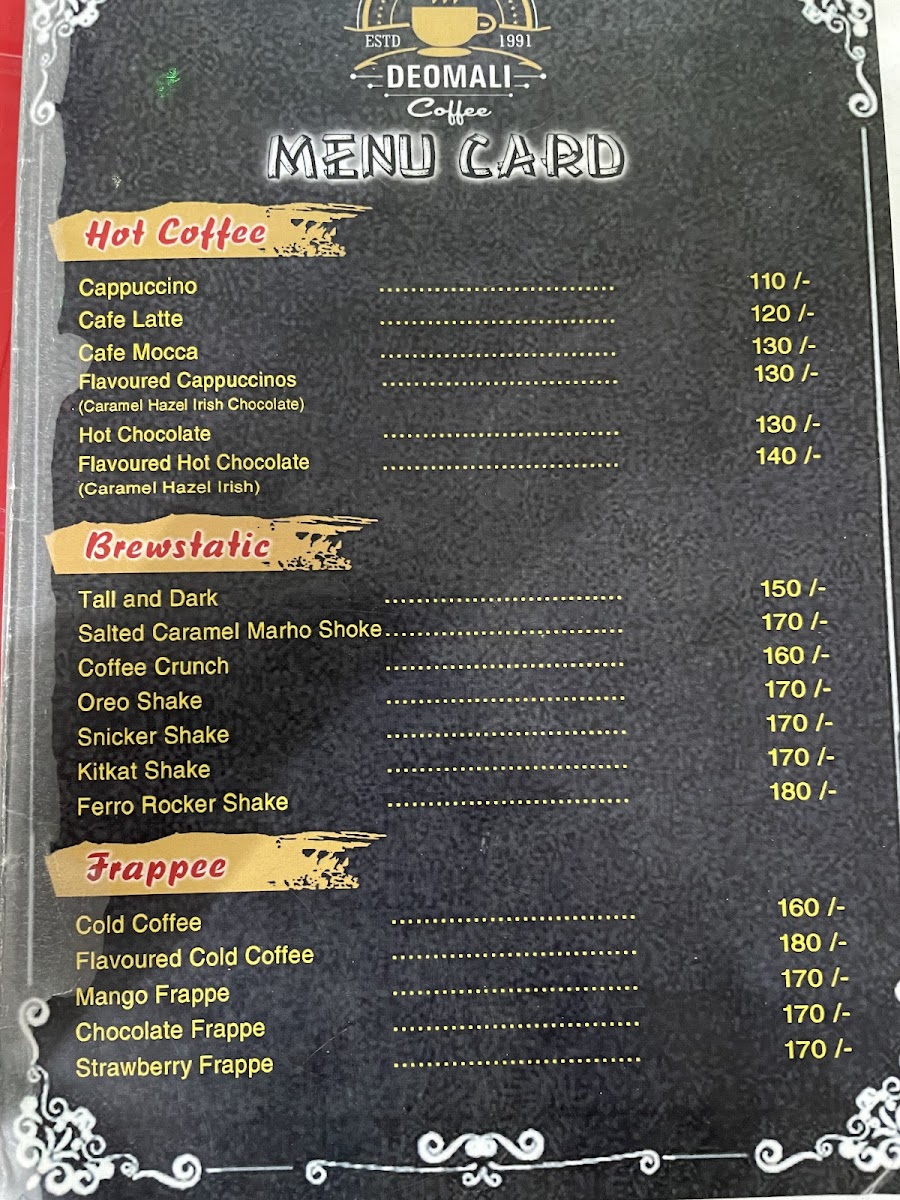 ESTD 1991
DEOMALI
Coffee
MENU CARD
Hot Coffee
Cappuccino ................................ 110 /-
Cafe Latte ................................ 120 /-
Cafe Mocca ................................ 130 /-
Flavoured Cappuccinos ................................ 130 /-
(Caramel Hazel Irish Chocolate)
Hot Chocolate ................................ 130 /-
Flavoured Hot Chocolate ................................ 140 /-
(Caramel Hazel Irish)
Brewstatic
Tall and Dark ................................ 150 /-
Salted Caramel Marho Shoke ................................ 170 /-
Coffee Crunch ................................ 160 /-
Oreo Shake ................................ 170 /-
Snicker Shake ................................ 170 /-
Kitkat Shake ................................ 170 /-
Ferro Rocker Shake ................................ 180 /-
Frappee
Cold Coffee ................................ 160 /-
Flavoured Cold Coffee ................................ 180 /-
Mango Frappe ................................ 170 /-
Chocolate Frappe ................................ 170 /-
Strawberry Frappe ................................ 170 /-